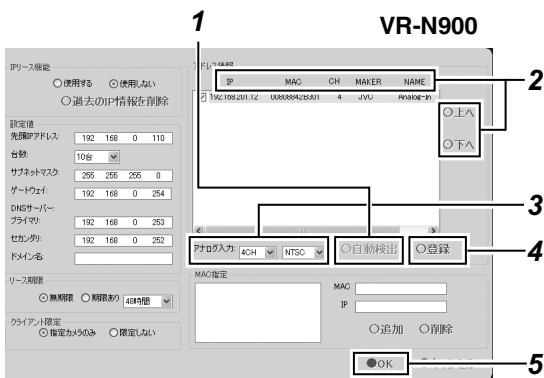 1
VR-N900
IPリース機能
使用する 使用しない
過去のIP情報を削除
IP MAC CH MAKER NAME
2
192.168.201.12 00808842B301 4 JVC Analog-In
上へ
下へ
設定値
先頭IPアドレス: 192 168 0 110
台数: 10台
サブネットマスク: 255 255 255 0
ゲートウェイ: 192 168 0 254
DNSサーバー:
プライマリ: 192 168 0 253
セカンダリ: 192 168 0 252
ドメイン名:
3
アナログ入力: 4CH NTSC
自動検出
登録
4
リース期限
無期限 期限あり 48時間
MAC指定
MAC
IP
追加 削除
クライアント限定
指定カメラのみ 限定しない
OK
5